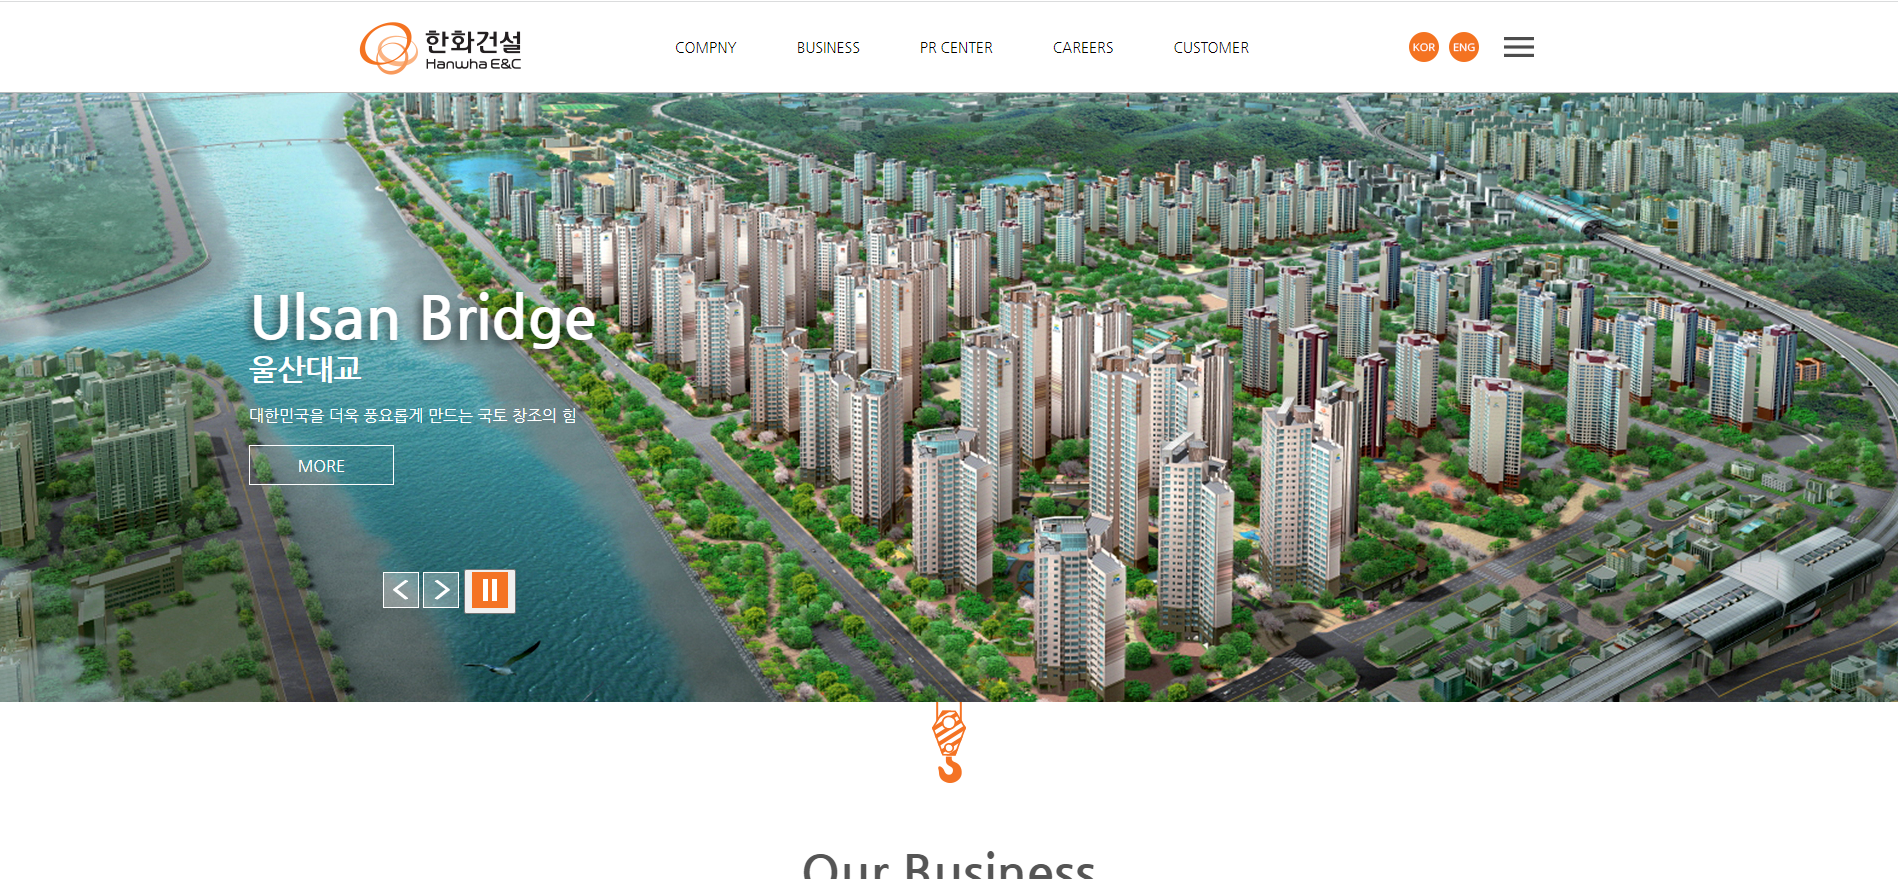 한화건설
Hanwha E&C
COMPNY BUSINESS PR CENTER CAREERS CUSTOMER
KOR ENG
Ulsan Bridge
울산대교
대한민국을 더욱 풍요롭게 만드는 국토 창조의 힘
MORE
Our Business